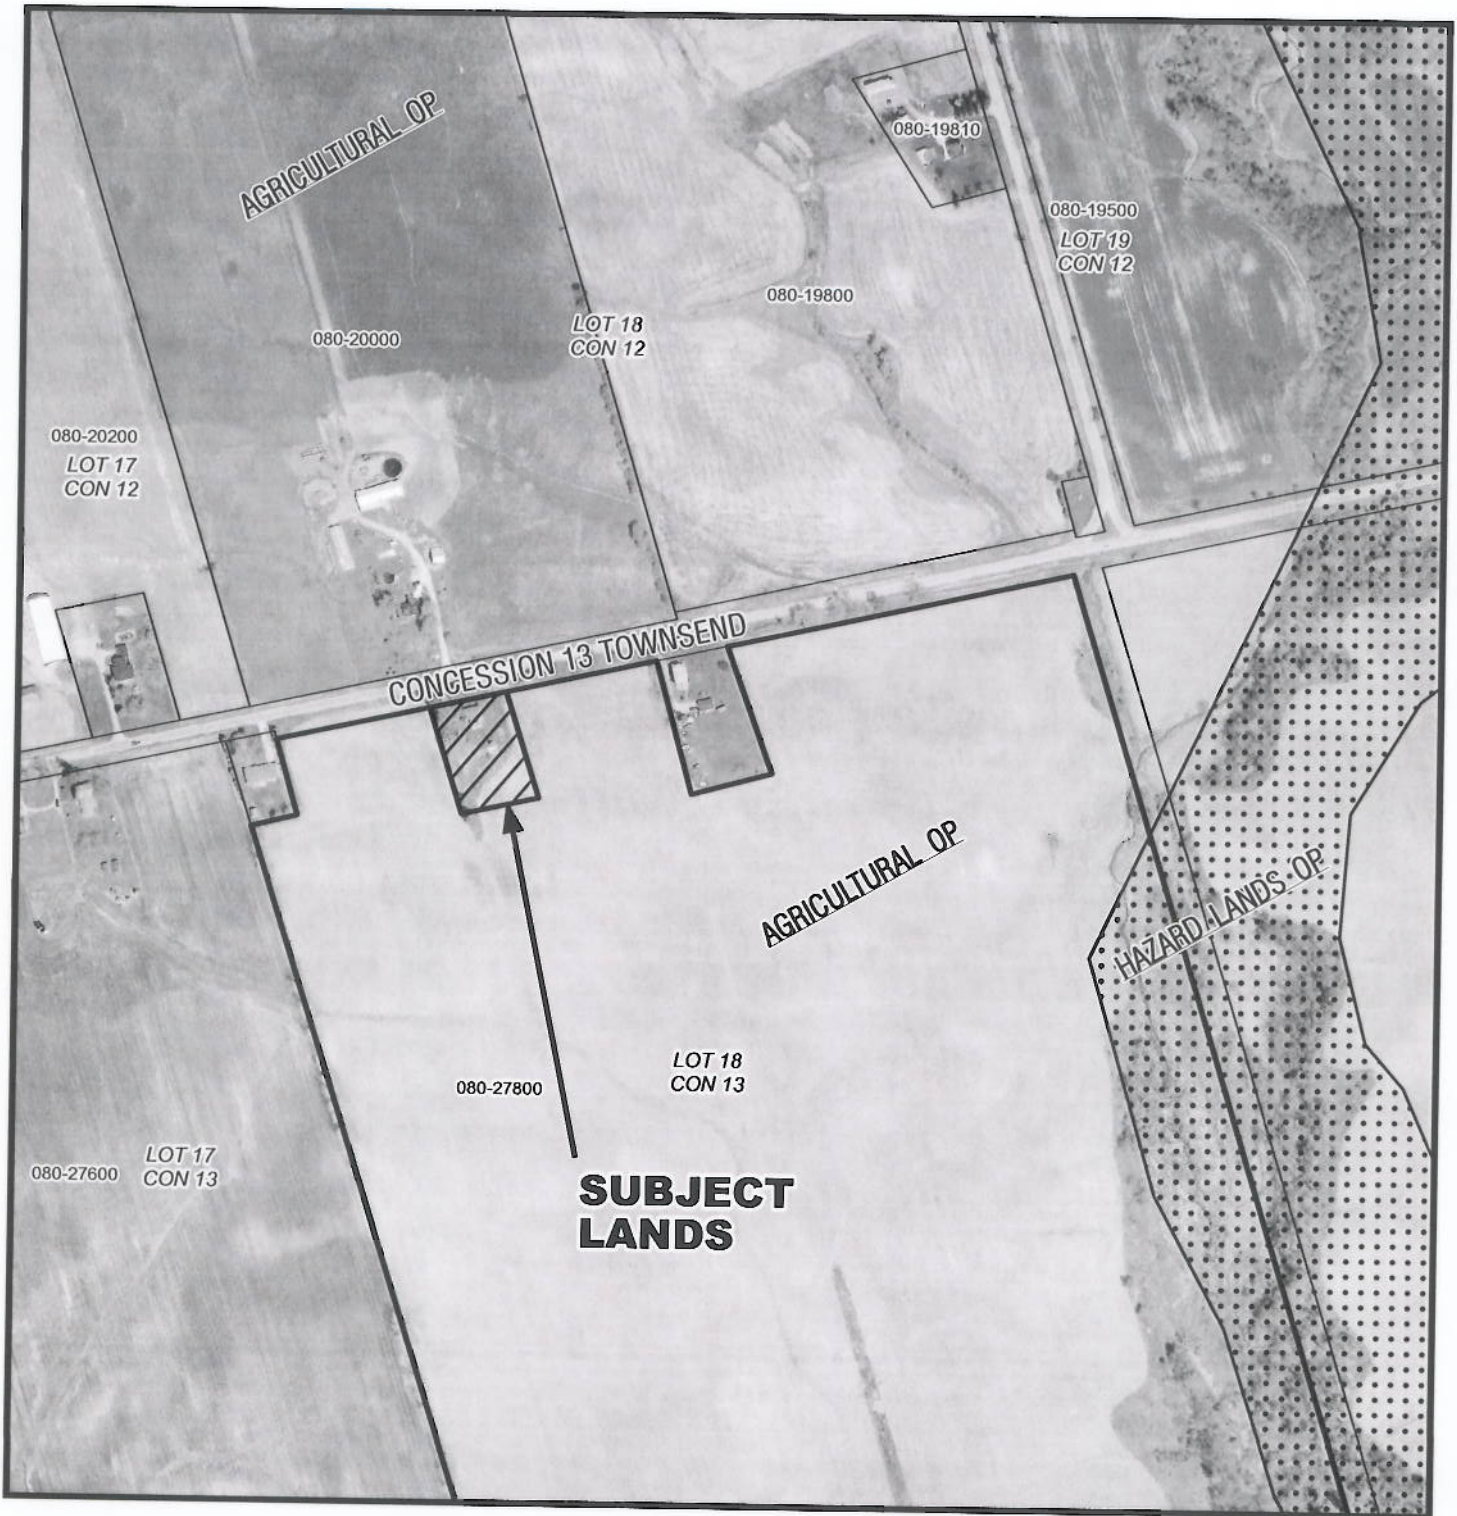 AGRICULTURAL OP
080-19810
080-19500
LOT 19
CON 12
080-19800
LOT 18
CON 12
080-20000
080-20200
LOT 17
CON 12
CONCESSION 13 TOWNSEND
AGRICULTURAL OP
HAZARD LANDS OP
LOT 18
CON 13
080-27800
LOT 17
CON 13
080-27600
SUBJECT
LANDS